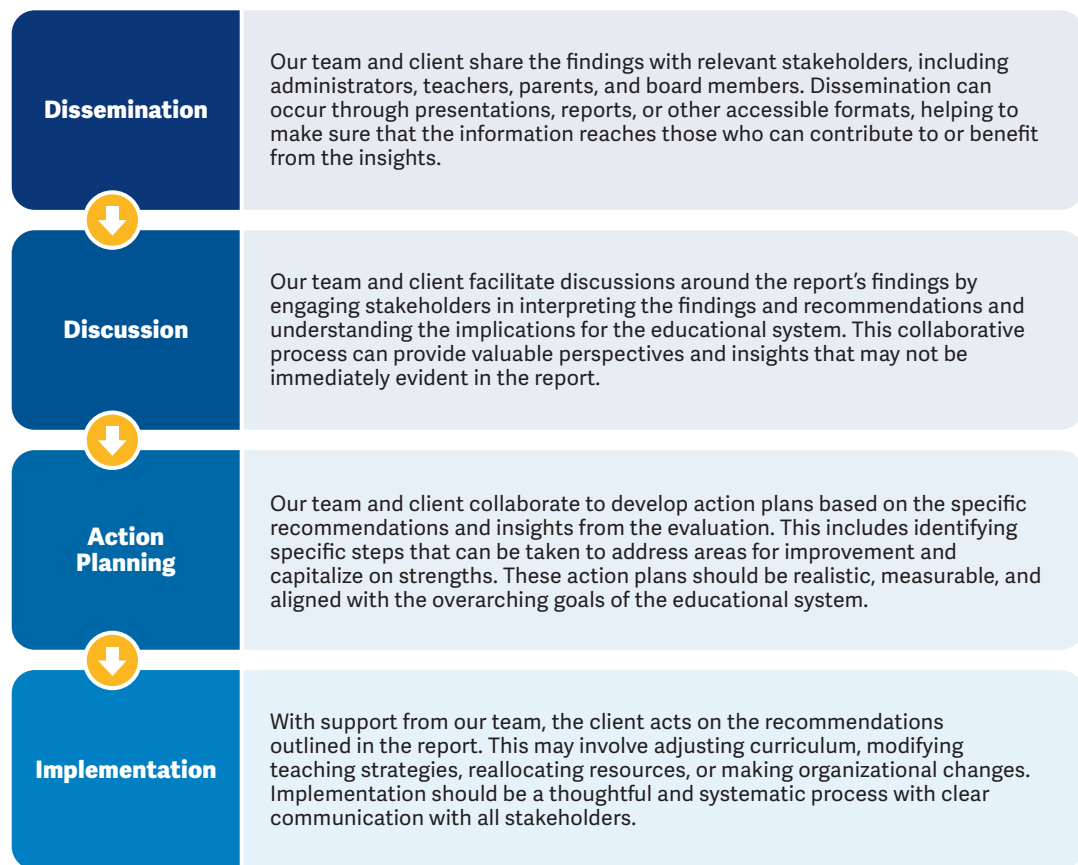 Dissemination
Our team and client share the findings with relevant stakeholders, including
administrators, teachers, parents, and board members. Dissemination can
occur through presentations, reports, or other accessible formats, helping to
make sure that the information reaches those who can contribute to or benefit
from the insights.
Discussion
Our team and client facilitate discussions around the report’s findings by
engaging stakeholders in interpreting the findings and recommendations and
understanding the implications for the educational system. This collaborative
process can provide valuable perspectives and insights that may not be
immediately evident in the report.
Action
Planning
Our team and client collaborate to develop action plans based on the specific
recommendations and insights from the evaluation. This includes identifying
specific steps that can be taken to address areas for improvement and
capitalize on strengths. These action plans should be realistic, measurable, and
aligned with the overarching goals of the educational system.
Implementation
With support from our team, the client acts on the recommendations
outlined in the report. This may involve adjusting curriculum, modifying
teaching strategies, reallocating resources, or making organizational changes.
Implementation should be a thoughtful and systematic process with clear
communication with all stakeholders.